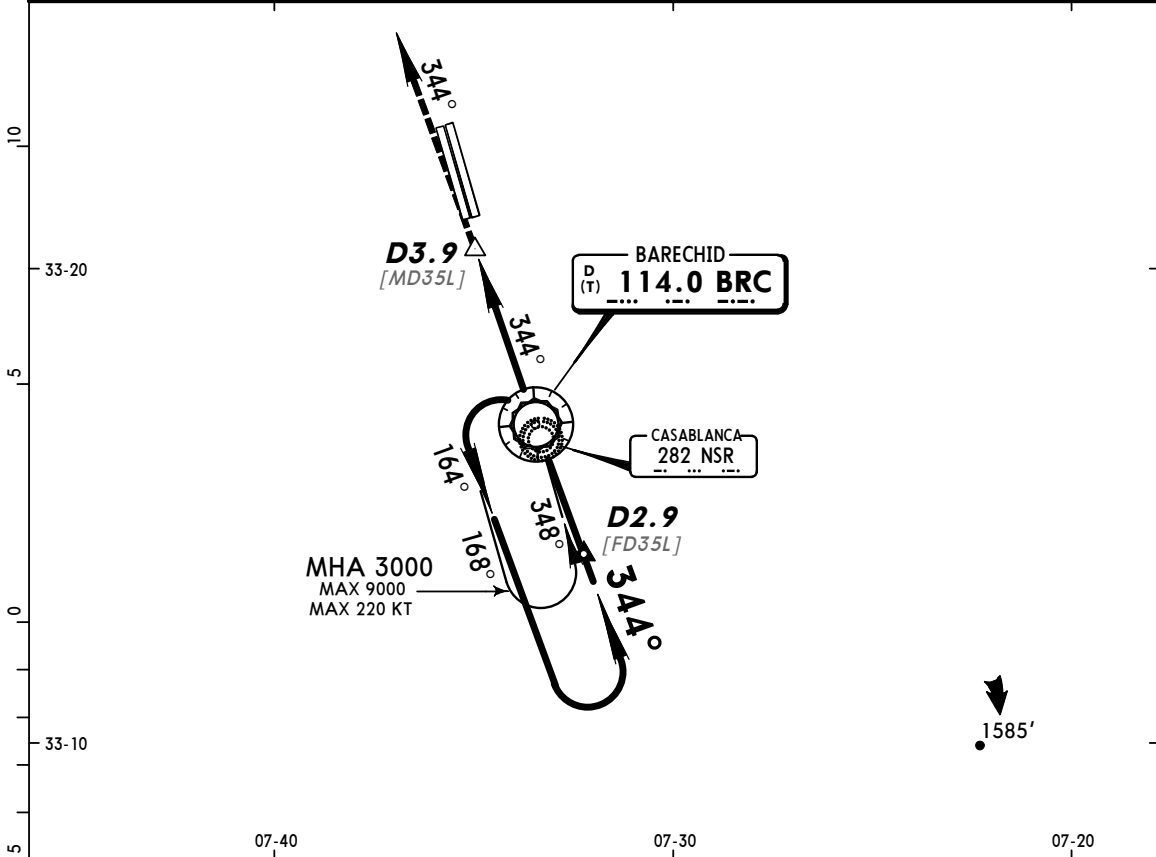 344°
10
D3.9
[MD35L]
33-20
BARECHID
D
(T)
114.0 BRC
344°
5
CASABLANCA
282 NSR
164°
348°
D2.9
[FD35L]
168°
MHA 3000
MAX 9000
MAX 220 KT
344°
0
1585'
33-10
07-40
07-30
07-20
5